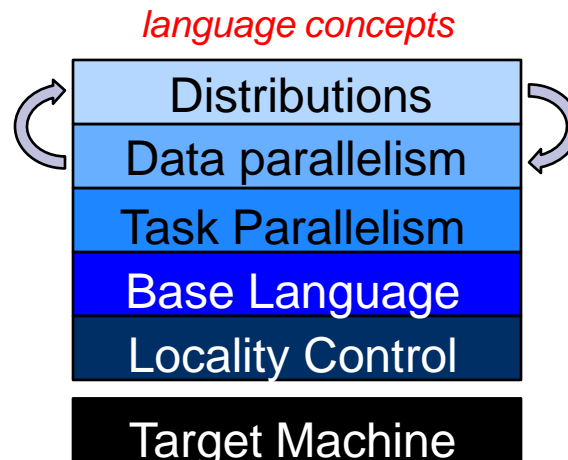 language concepts
Distributions
Data parallelism
Task Parallelism
Base Language
Locality Control
Target Machine